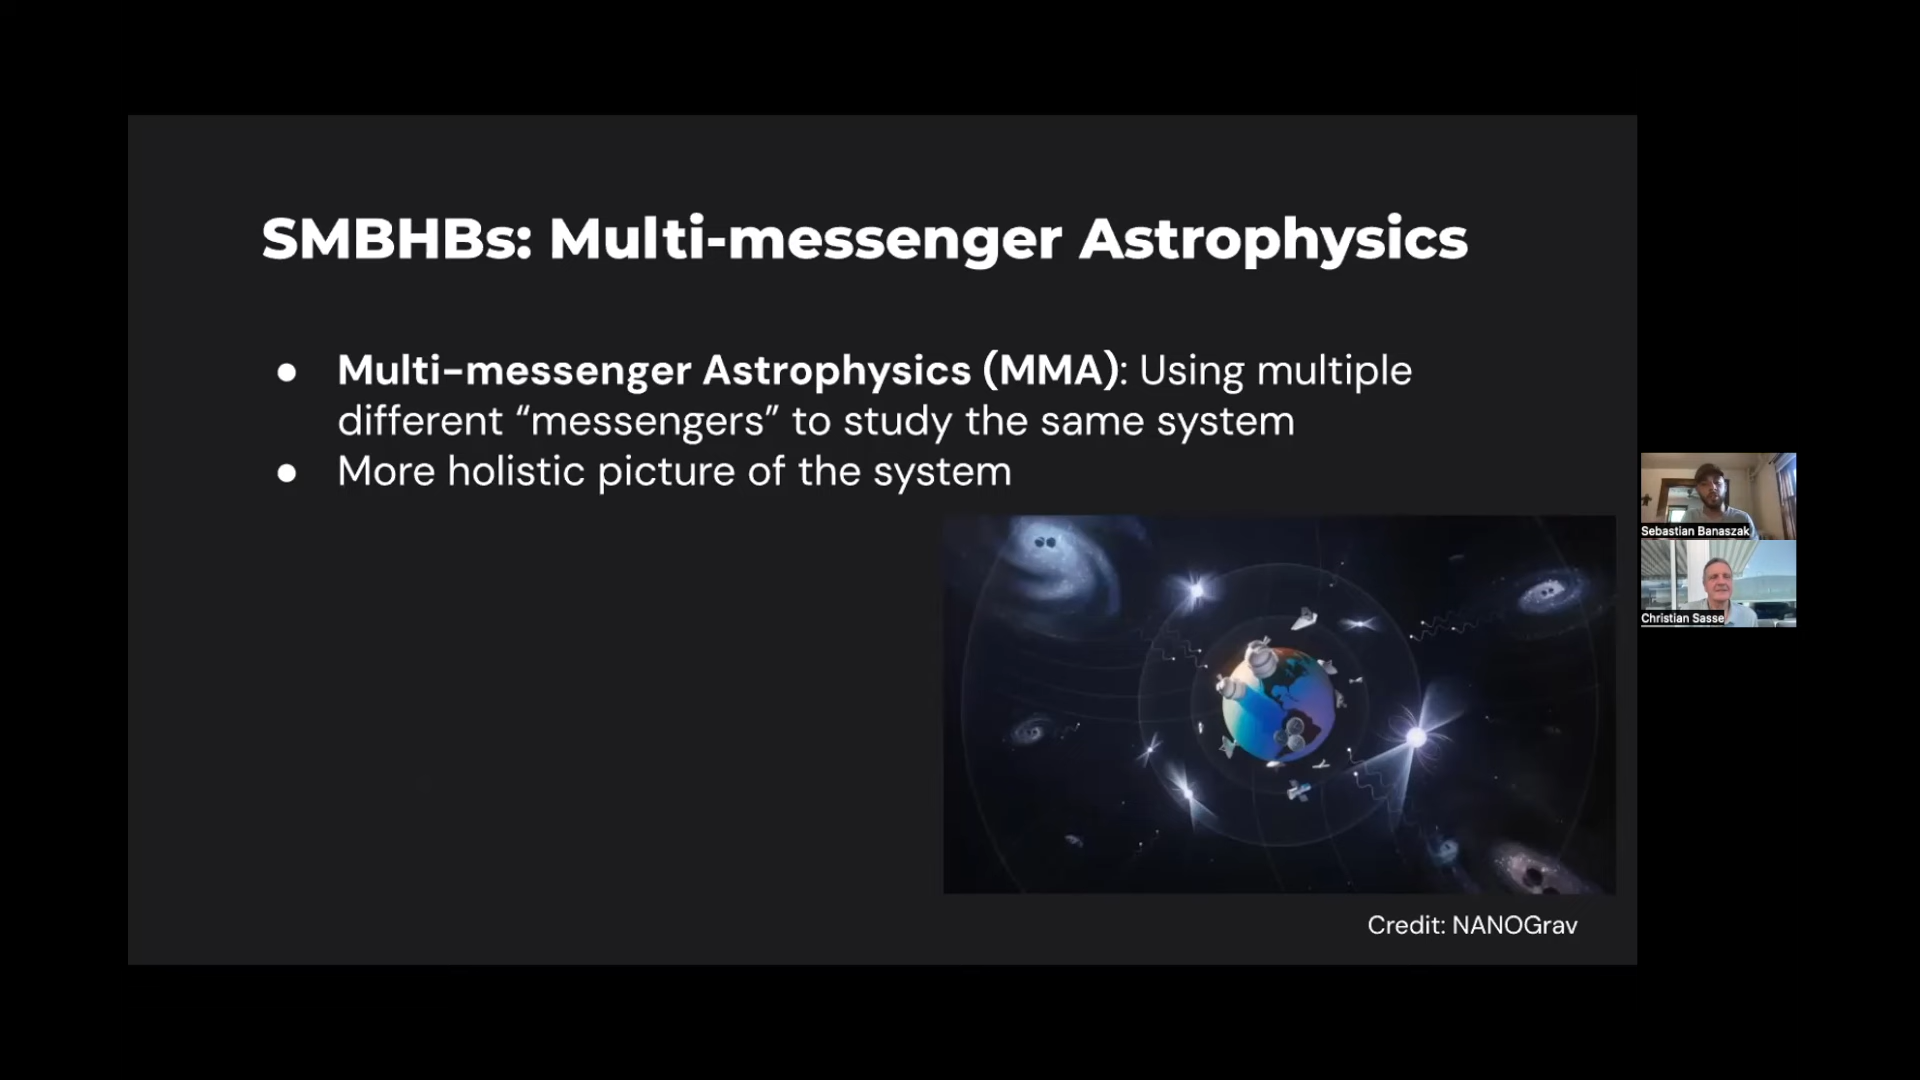 SMBHBs: Multi-messenger Astrophysics
● Multi-messenger Astrophysics (MMA): Using multiple
different “messengers” to study the same system
● More holistic picture of the system
Sebastian Banaszak
Christian Sasse
Credit: NANOGrav